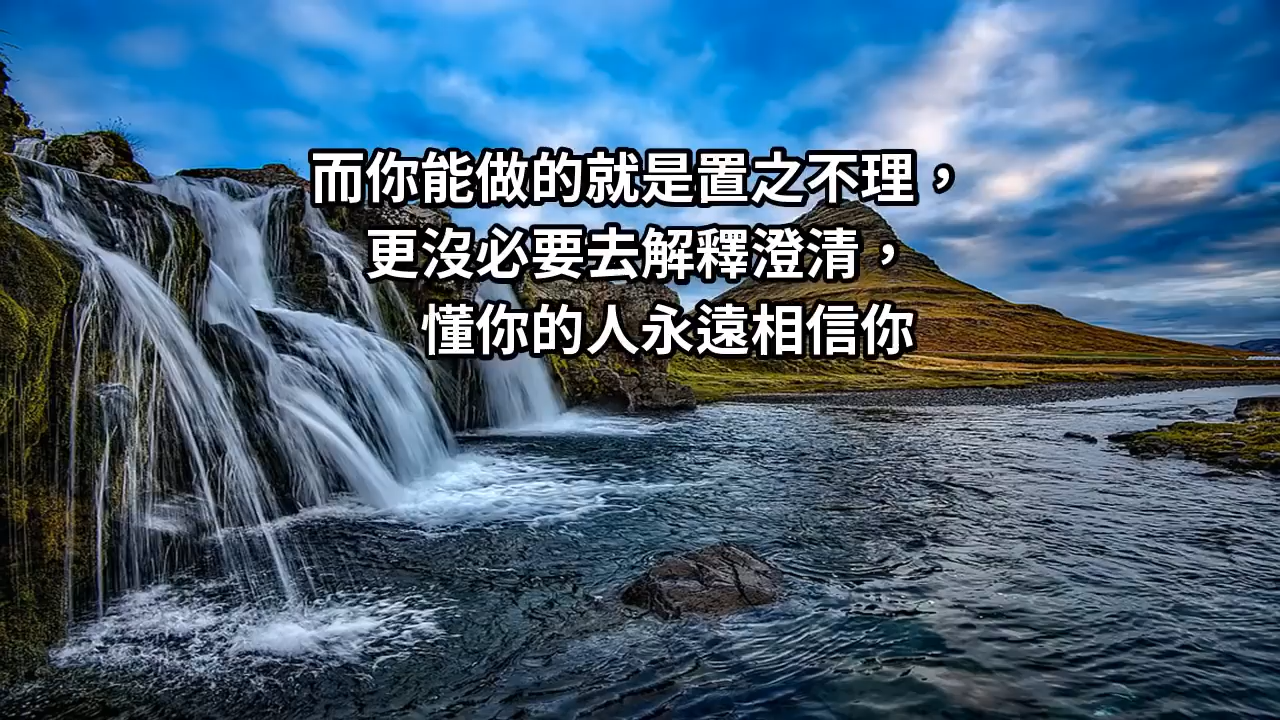 而你能做的就是置之不理，
更沒必要去解釋澄清，
懂你的人永遠相信你